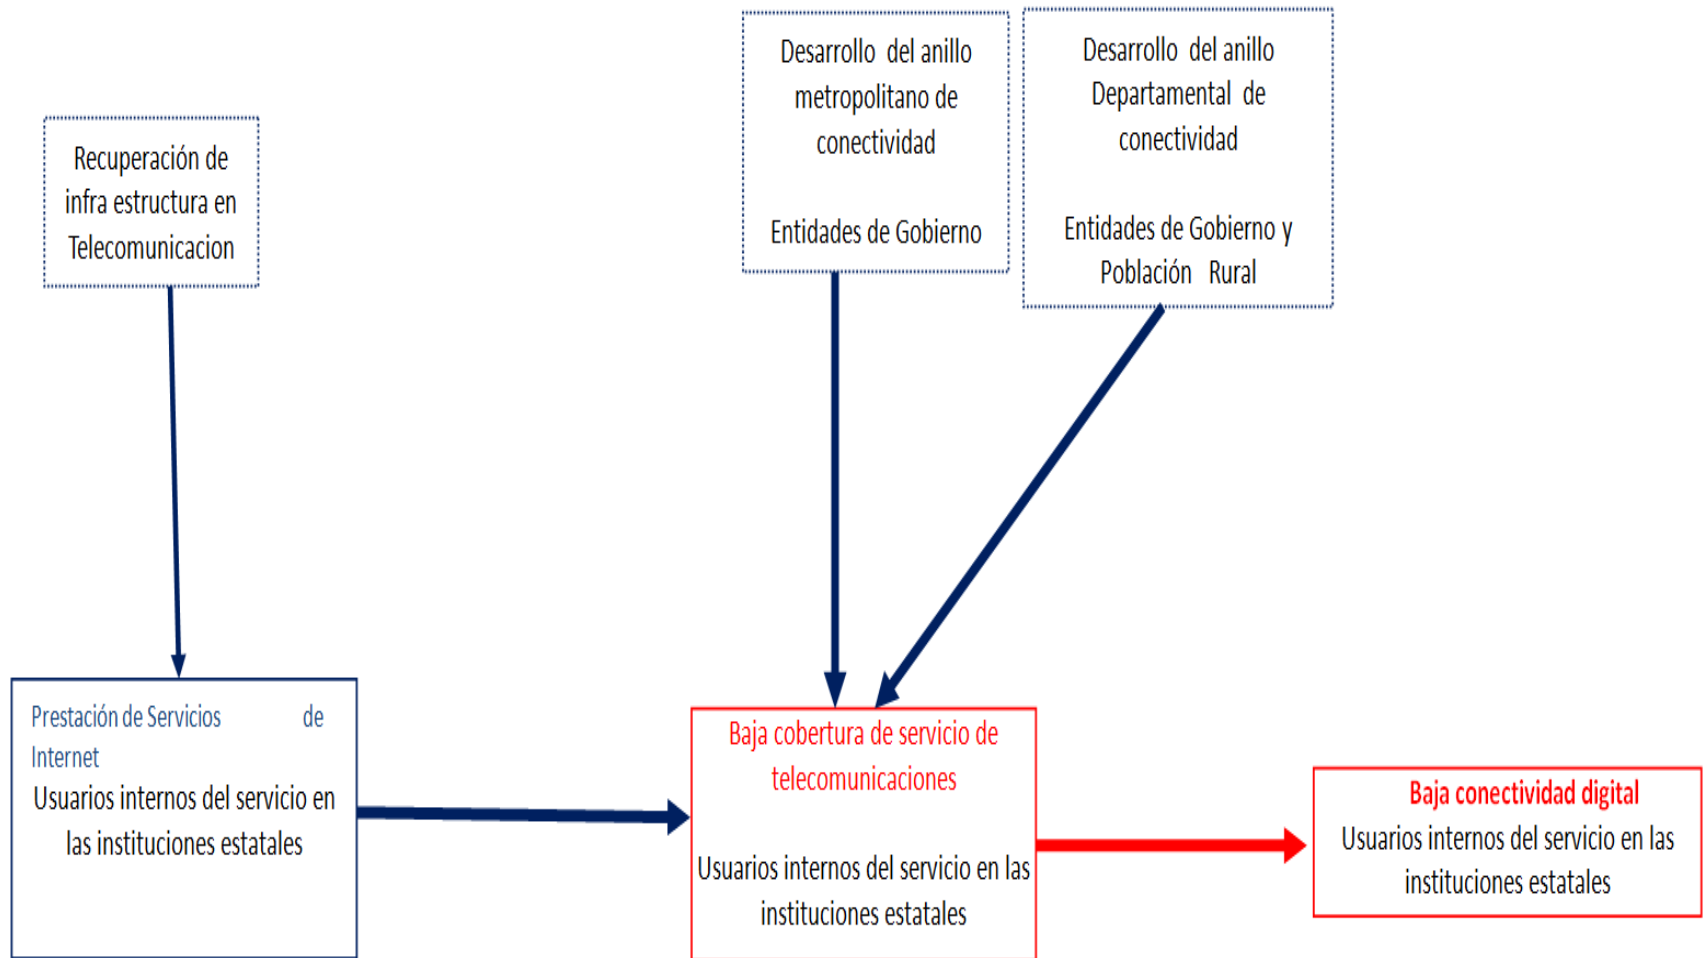 Recuperación de
infra estructura en
Telecomunicacion
Desarrollo del anillo
metropolitano de
conectividad
Entidades de Gobierno
Desarrollo del anillo
Departamental de
conectividad
Entidades de Gobierno y
Población Rural
Prestación de Servicios de
Internet
Usuarios internos del servicio en
las instituciones estatales
Baja cobertura de servicio de
telecomunicaciones
Usuarios internos del servicio en las
instituciones estatales
Baja conectividad digital
Usuarios internos del servicio en las
instituciones estatales